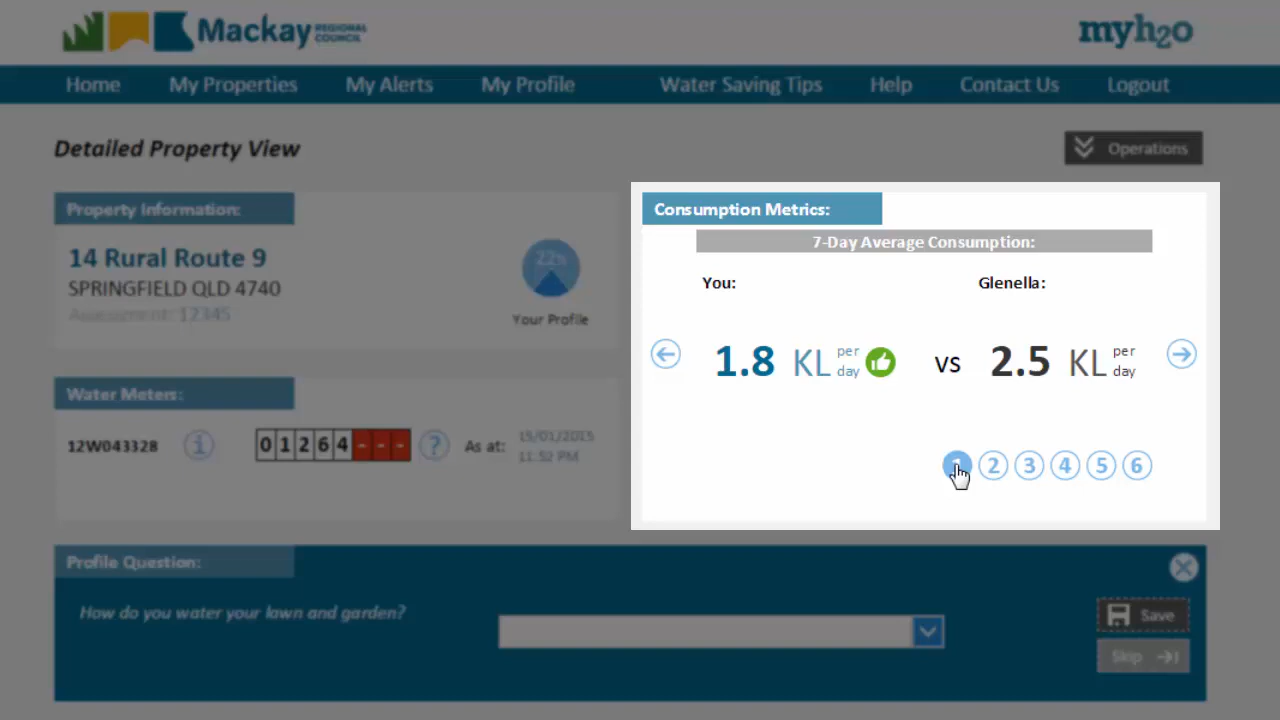 Mackay REGIONAL COUNCIL
myh2o
Home My Properties My Alerts My Profile Water Saving Tips Help Contact Us Logout
Detailed Property View
Operations
Property Information:
14 Rural Route 9
SPRINGFIELD QLD 4740
Assessment: 12345
22%
Your Profile
Water Meters:
12W043328
i
01264---
?
As at:
15/01/2015
11:52 PM
Consumption Metrics:
7-Day Average Consumption:
You:
Glenella:
1.8 KL per day
vs
2.5 KL per day
1 2 3 4 5 6
Profile Question:
How do you water your lawn and garden?
Save
Skip